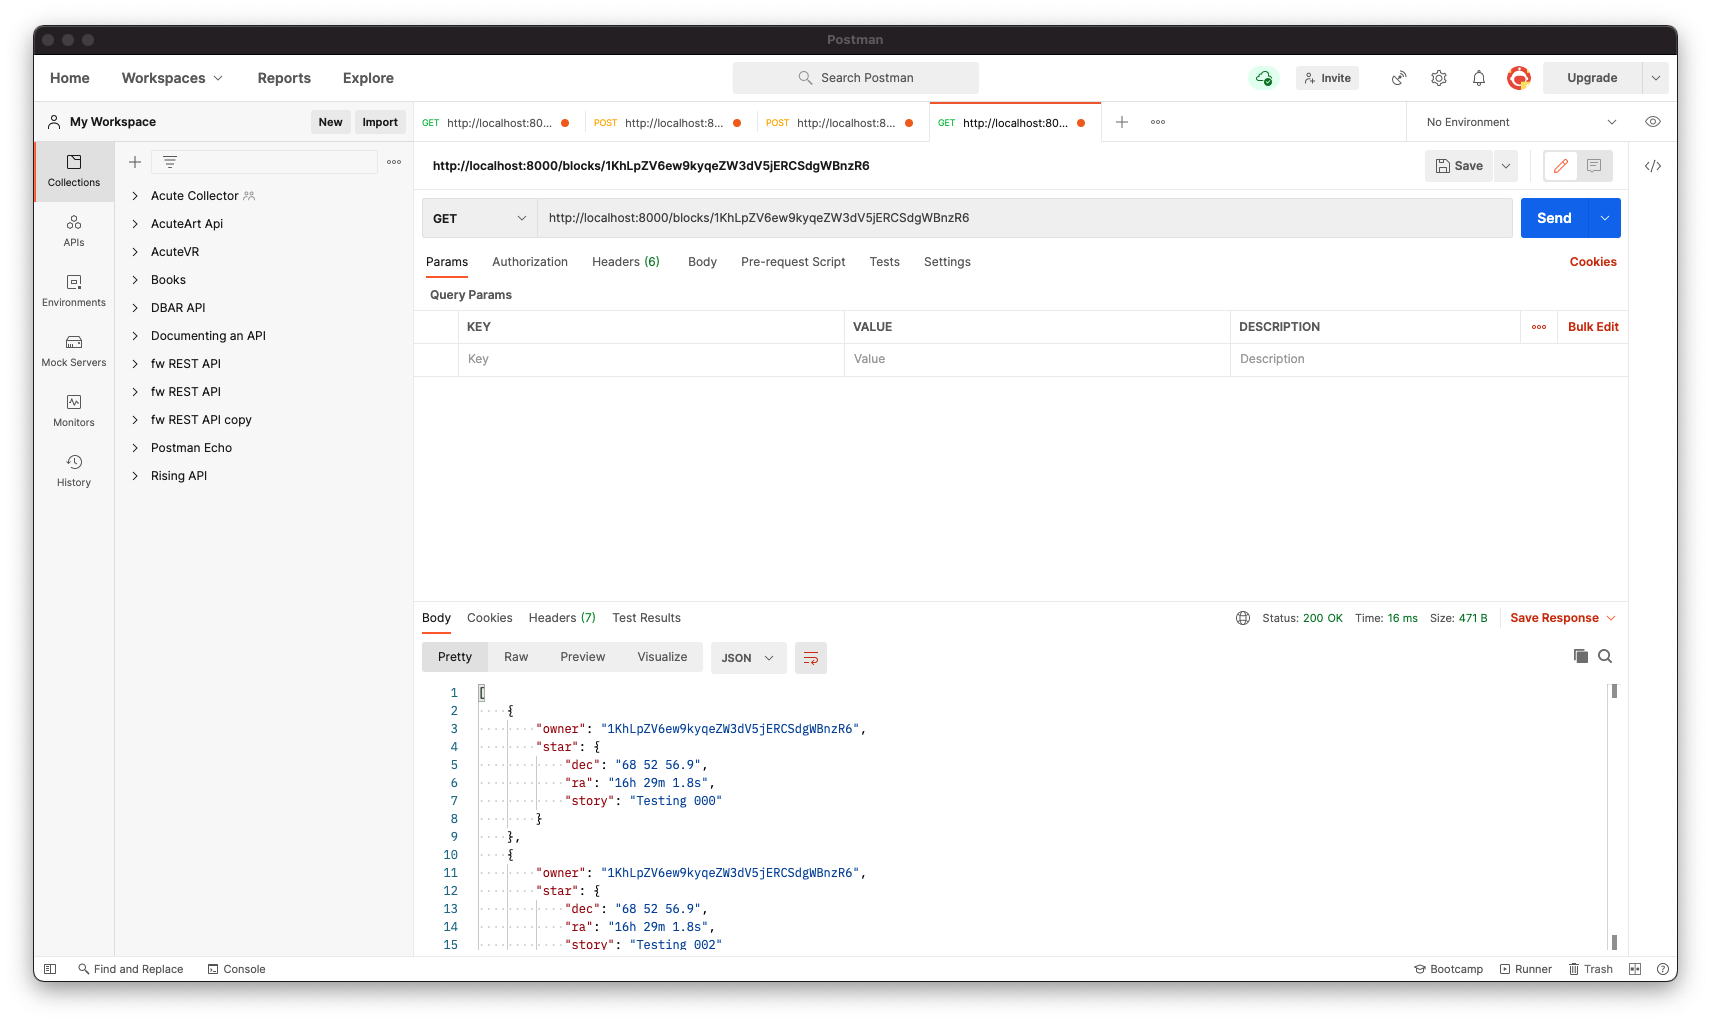 Postman
Home Workspaces Reports Explore Search Postman Invite Upgrade
My Workspace New Import GET http://localhost:80... POST http://localhost:8... POST http://localhost:8... GET http://localhost:80... No Environment
Collections
APIs
Environments
Mock Servers
Monitors
History
Acute Collector
AcuteArt Api
AcuteVR
Books
DBAR API
Documenting an API
fw REST API
fw REST API
fw REST API copy
Postman Echo
Rising API
http://localhost:8000/blocks/1KhLpZV6ew9kyqeZW3dV5jERCSdgWBnzR6 Save
GET http://localhost:8000/blocks/1KhLpZV6ew9kyqeZW3dV5jERCSdgWBnzR6 Send
Params Authorization Headers (6) Body Pre-request Script Tests Settings Cookies
Query Params
KEY VALUE DESCRIPTION Bulk Edit
Key Value Description
Body Cookies Headers (7) Test Results Status: 200 OK Time: 16 ms Size: 471 B Save Response
Pretty Raw Preview Visualize JSON
1 [
2 {
3 "owner": "1KhLpZV6ew9kyqeZW3dV5jERCSdgWBnzR6",
4 "star": {
5 "dec": "68 52 56.9",
6 "ra": "16h 29m 1.8s",
7 "story": "Testing 000"
8 }
9 },
10 {
11 "owner": "1KhLpZV6ew9kyqeZW3dV5jERCSdgWBnzR6",
12 "star": {
13 "dec": "68 52 56.9",
14 "ra": "16h 29m 1.8s",
15 "story": "Testing 002"
Find and Replace Console Bootcamp Runner Trash